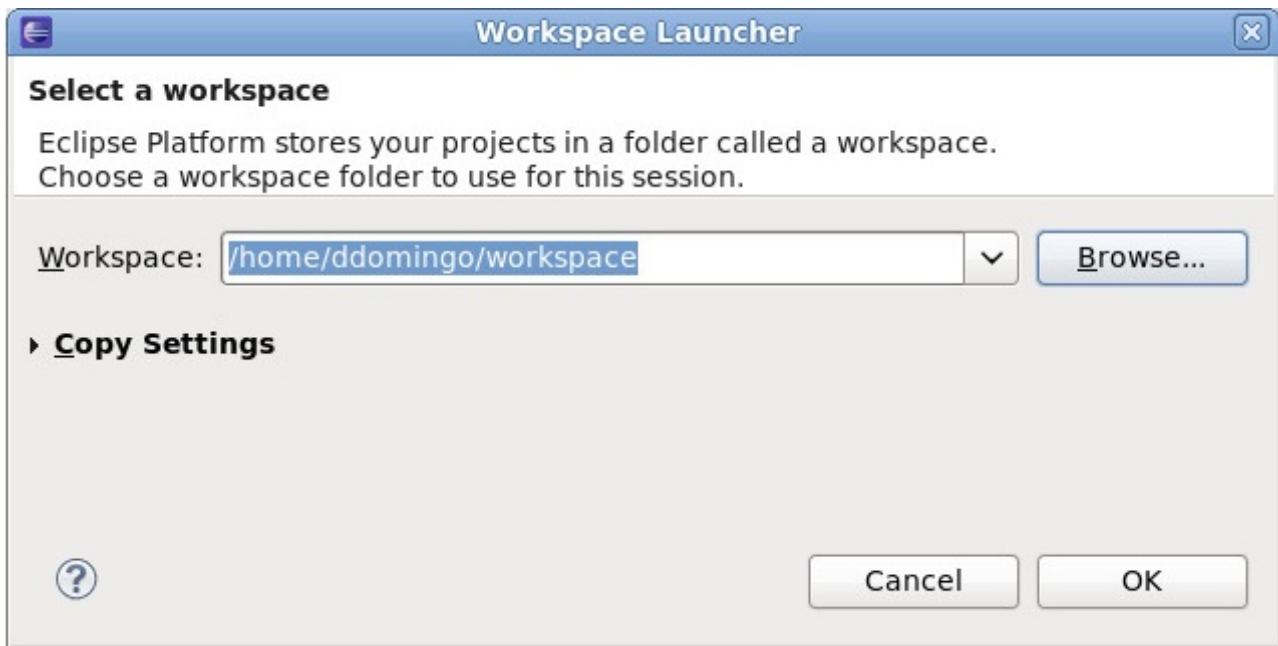 Workspace Launcher
Select a workspace
Eclipse Platform stores your projects in a folder called a workspace.
Choose a workspace folder to use for this session.
Workspace: /home/ddomingo/workspace Browse...
Copy Settings
? Cancel OK